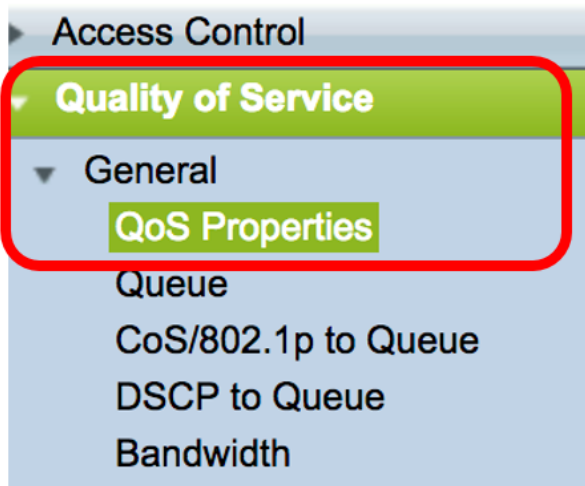 Access Control
Quality of Service
General
QoS Properties
Queue
CoS/802.1p to Queue
DSCP to Queue
Bandwidth